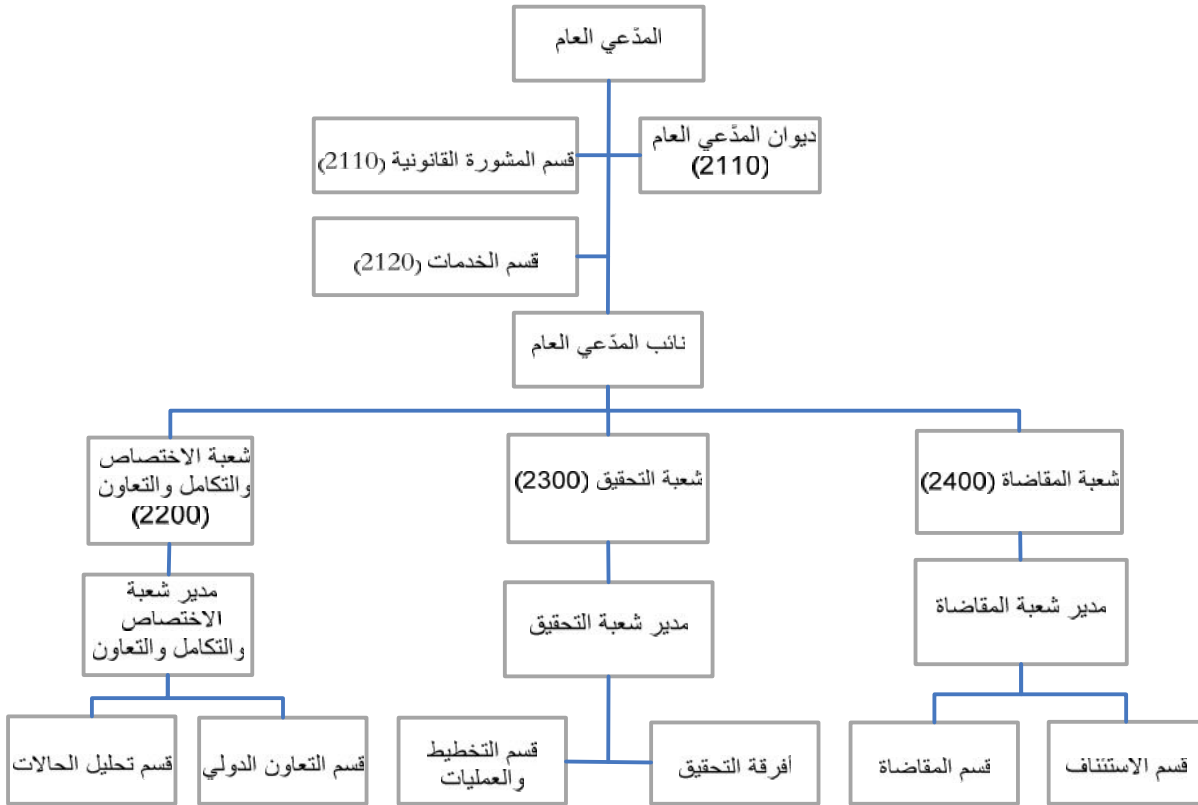 المدّعي العام
ديوان المدّعي العام
(2110)
قسم المشورة القانونية (2110)
قسم الخدمات (2120)
نائب المدّعي العام
شعبة المقاضاة (2400)
شعبة التحقيق (2300)
شعبة الاختصاص
والتكامل والتعاون
(2200)
مدير شعبة المقاضاة
مدير شعبة التحقيق
مدير شعبة
الاختصاص
والتكامل والتعاون
قسم الاستئناف
قسم المقاضاة
أفرقة التحقيق
قسم التخطيط
والعمليات
قسم التعاون الدولي
قسم تحليل الحالات